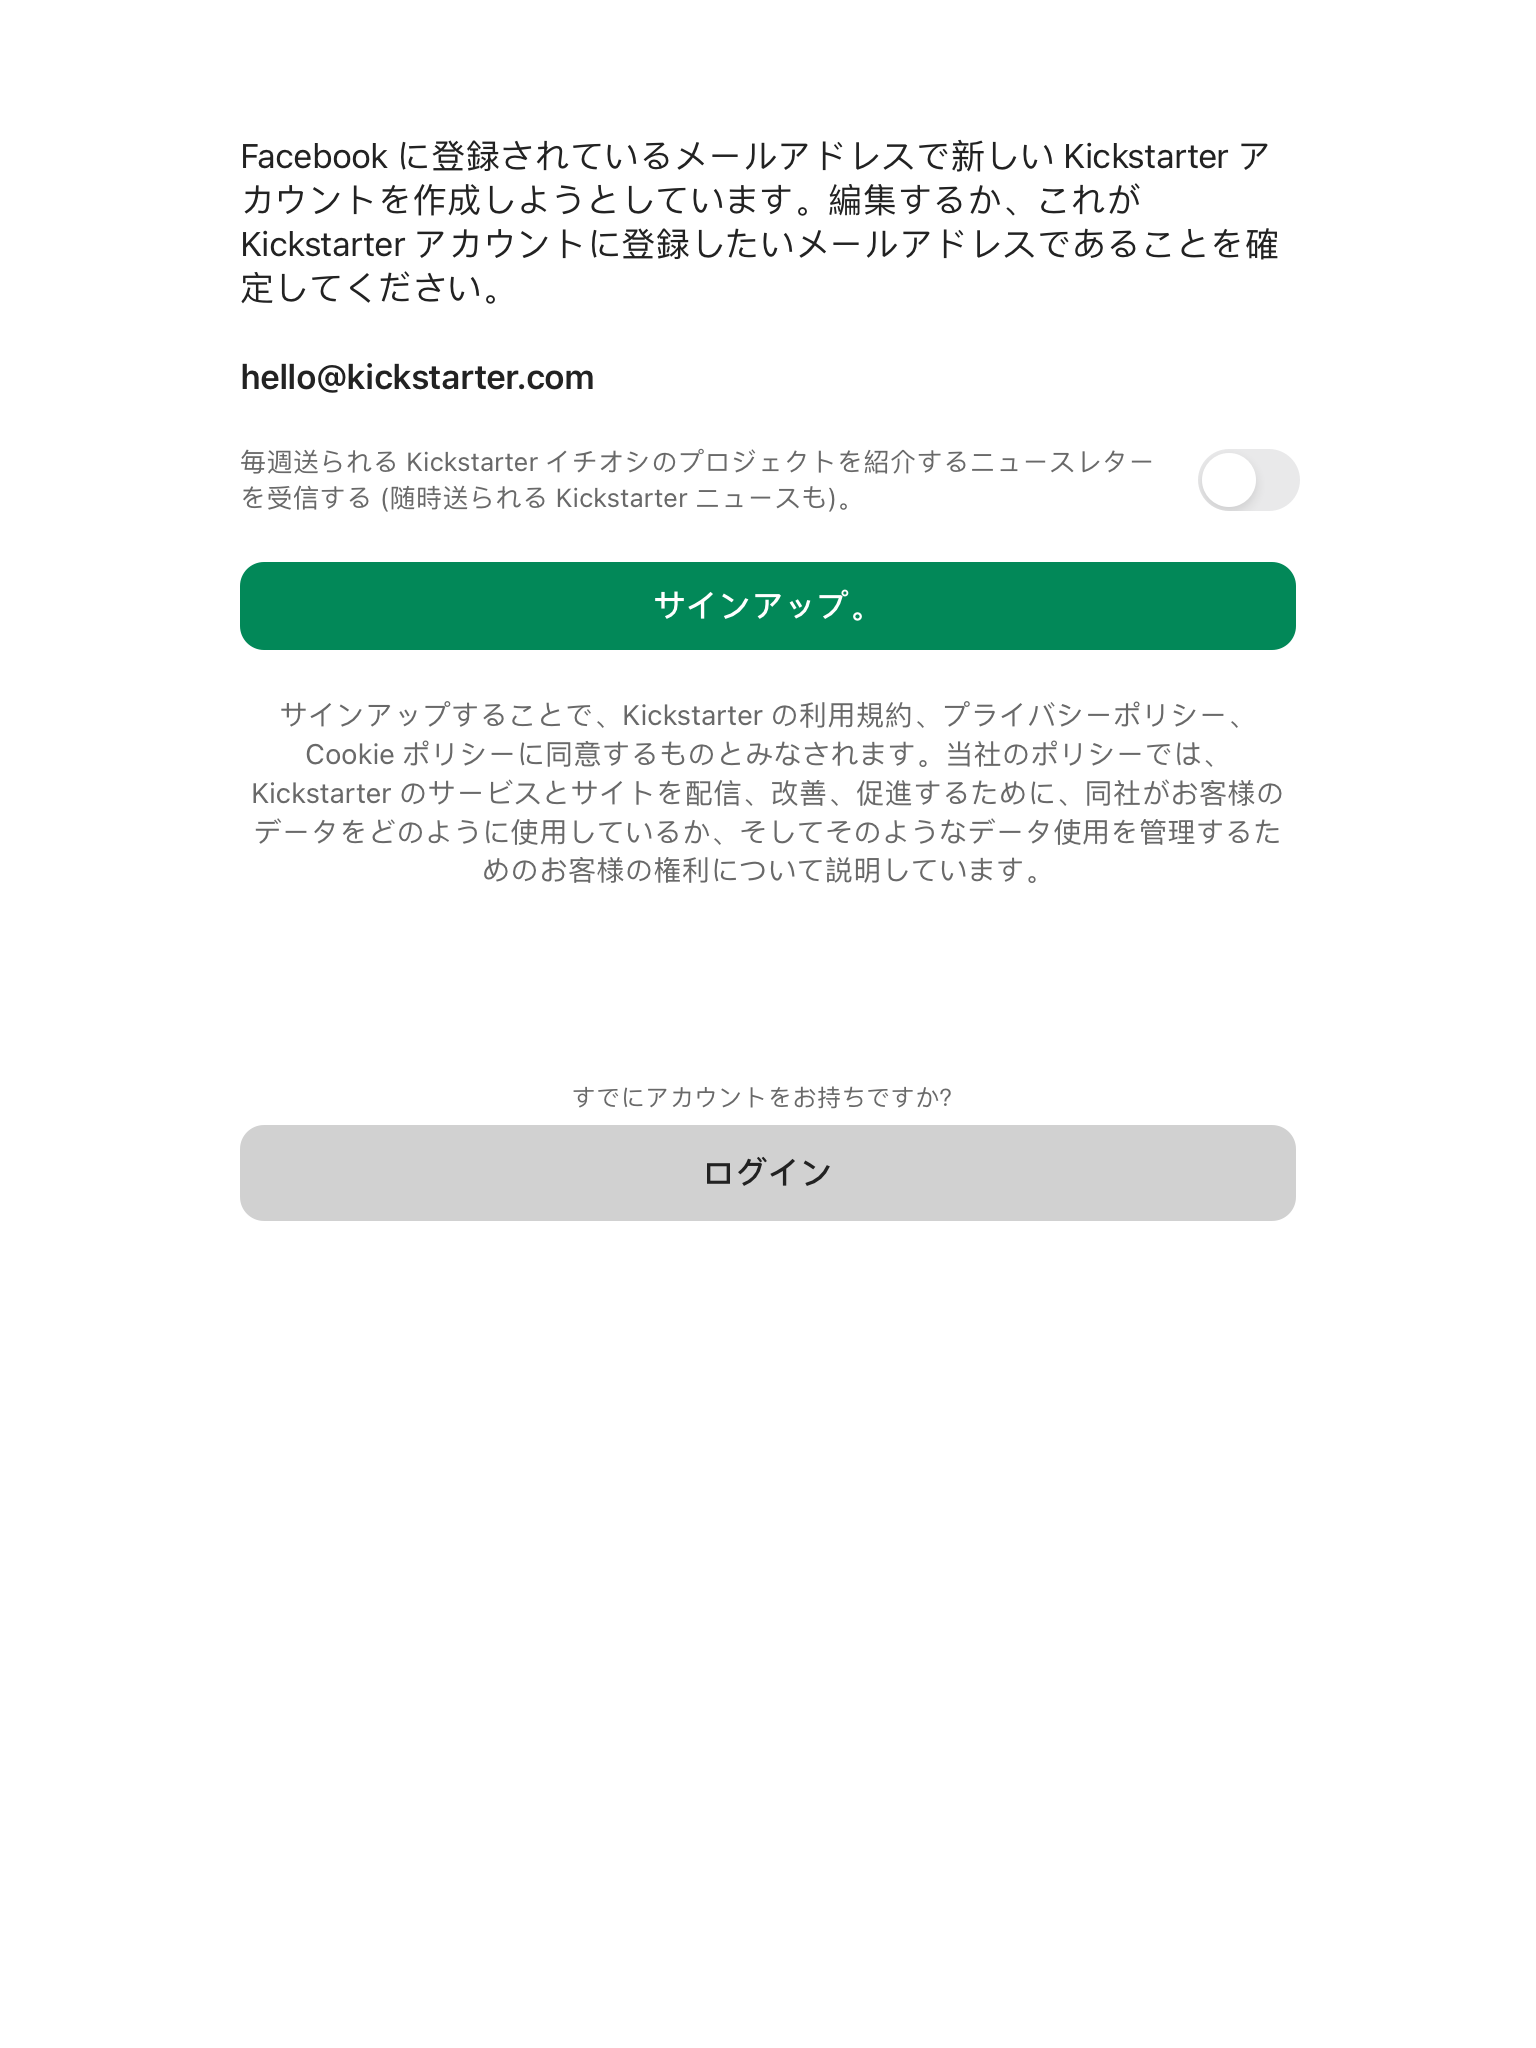 Facebook に登録されているメールアドレスで新しい Kickstarter ア
カウントを作成しようとしています。編集するか、これが
Kickstarter アカウントに登録したいメールアドレスであることを確
定してください。
hello@kickstarter.com
毎週送られる Kickstarter イチオシのプロジェクトを紹介するニュースレター
を受信する (随時送られる Kickstarter ニュースも)。
サインアップ。
サインアップすることで、Kickstarter の利用規約、プライバシーポリシー、
Cookie ポリシーに同意するものとみなされます。当社のポリシーでは、
Kickstarter のサービスとサイトを配信、改善、促進するために、同社がお客様の
データをどのように使用しているか、そしてそのようなデータ使用を管理するた
めのお客様の権利について説明しています。
すでにアカウントをお持ちですか?
ログイン